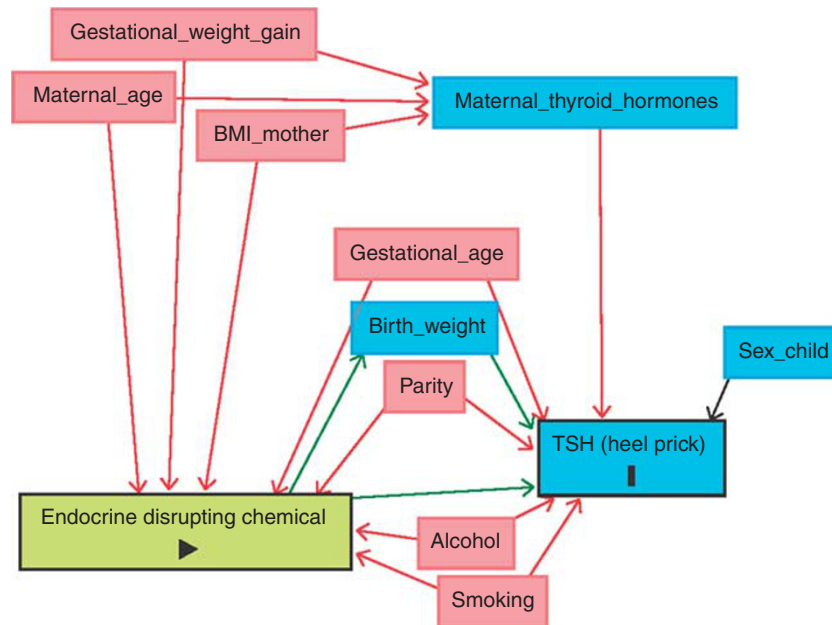 Gestational_weight_gain
Maternal_age
Maternal_thyroid_hormones
BMI_mother
Gestational_age
Birth_weight
Sex_child
Parity
TSH (heel prick)
Endocrine disrupting chemical
Alcohol
Smoking